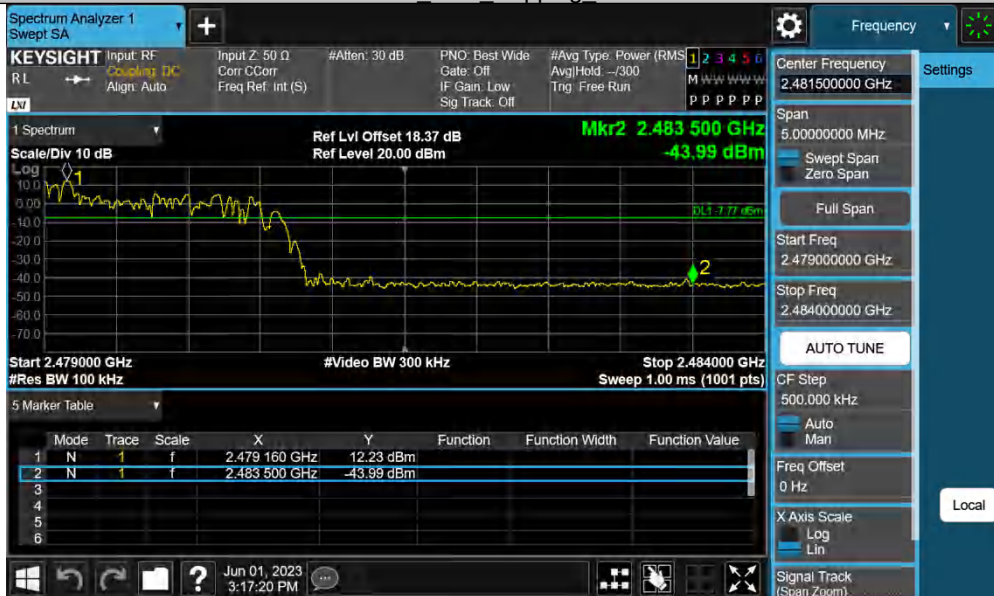 Spectrum Analyzer 1
Swept SA
Frequency
KEYSIGHT
RL
LXI
Input: RF
Coupling: DC
Align: Auto
Input Z: 50 Ω
Corr CCorr
Freq Ref: Int (S)
#Atten: 30 dB
PNO: Best Wide
Gate: Off
IF Gain: Low
Sig Track: Off
#Avg Type: Power (RMS
Avg|Hold: --/300
Trig: Free Run
1 2 3 4 5 6
M W W W W W
P P P P P P
1 Spectrum
Scale/Div 10 dB
Ref Lvl Offset 18.37 dB
Ref Level 20.00 dBm
Mkr2 2.483 500 GHz
-43.99 dBm
Log
10.0
0.00
-10.0
-20.0
-30.0
-40.0
-50.0
-60.0
-70.0
1
DL1 -7.77 dBm
2
Start 2.479000 GHz
#Video BW 300 kHz
Stop 2.484000 GHz
#Res BW 100 kHz
Sweep 1.00 ms (1001 pts)
5 Marker Table
Mode Trace Scale X Y Function Function Width Function Value
1 N 1 f 2.479 160 GHz 12.23 dBm
2 N 1 f 2.483 500 GHz -43.99 dBm
3
4
5
6
Jun 01, 2023
3:17:20 PM
Center Frequency
2.481500000 GHz
Span
5.00000000 MHz
Swept Span
Zero Span
Full Span
Start Freq
2.479000000 GHz
Stop Freq
2.484000000 GHz
AUTO TUNE
CF Step
500.000 kHz
Auto
Man
Freq Offset
0 Hz
X Axis Scale
Log
Lin
Signal Track
(Span Zoom)
Settings
Local